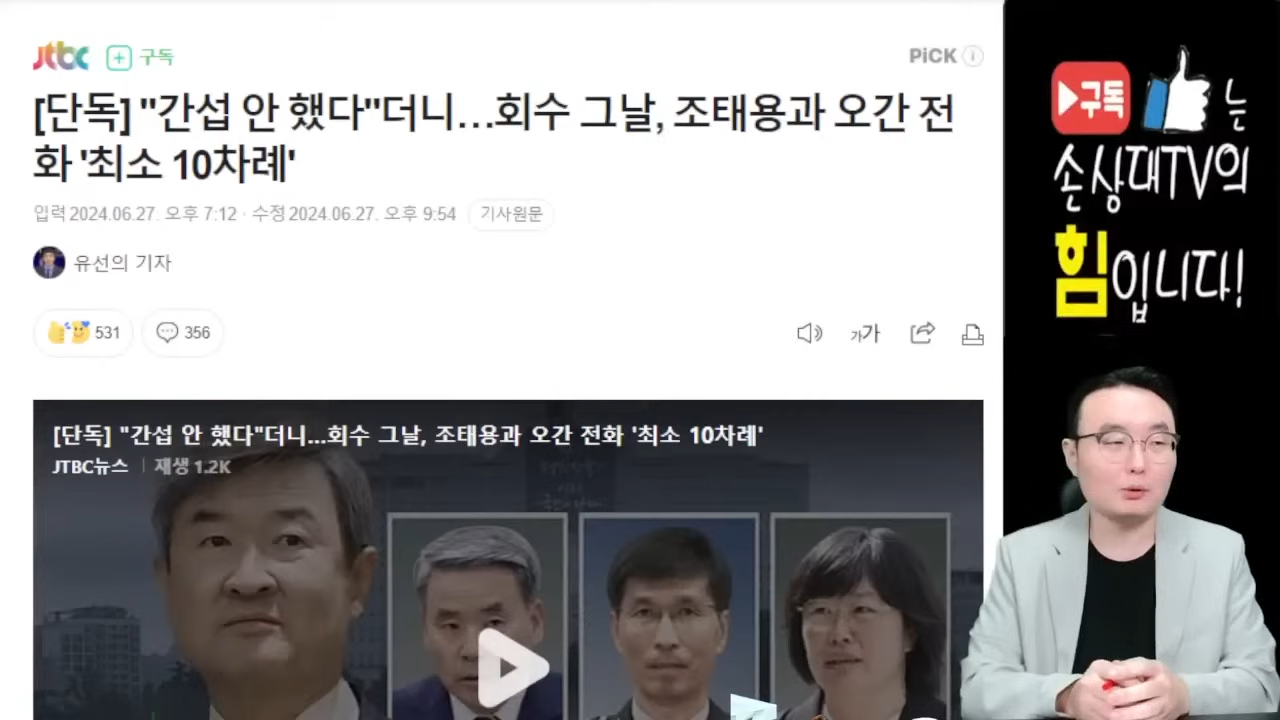 jtbc 구독 PiCK
[단독] "간섭 안 했다"더니…회수 그날, 조태용과 오간 전
화 '최소 10차례'
입력 2024.06.27. 오후 7:12 · 수정 2024.06.27. 오후 9:54 기사원문
유선의 기자
531 356 가가
[단독] "간섭 안 했다"더니...회수 그날, 조태용과 오간 전화 '최소 10차례'
JTBC뉴스 재생 1.2K
구독 는
손상대TV의
힘입니다!